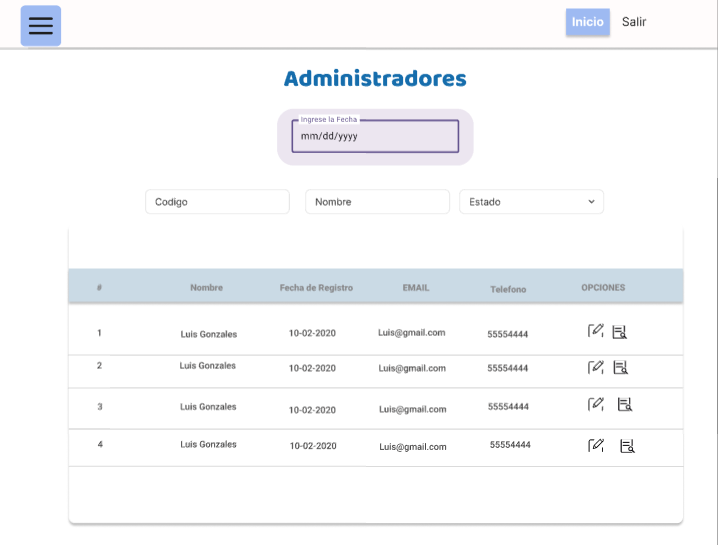 Inicio Salir
Administradores
Ingrese la Fecha
mm/dd/yyyy
Codigo Nombre Estado
# Nombre Fecha de Registro EMAIL Telefono OPCIONES
1 Luis Gonzales 10-02-2020 Luis@gmail.com 55554444
2 Luis Gonzales 10-02-2020 Luis@gmail.com 55554444
3 Luis Gonzales 10-02-2020 Luis@gmail.com 55554444
4 Luis Gonzales 10-02-2020 Luis@gmail.com 55554444